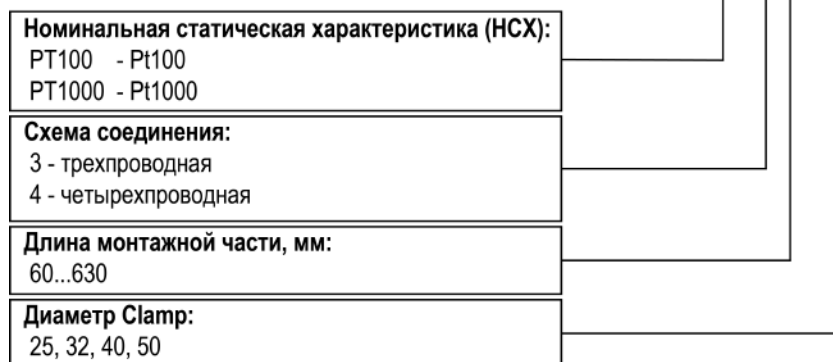 Номинальная статическая характеристика (НСХ):
PT100 - Pt100
PT1000 - Pt1000
Схема соединения:
3 - трехпроводная
4 - четырехпроводная
Длина монтажной части, мм:
60...630
Диаметр Clamp:
25, 32, 40, 50